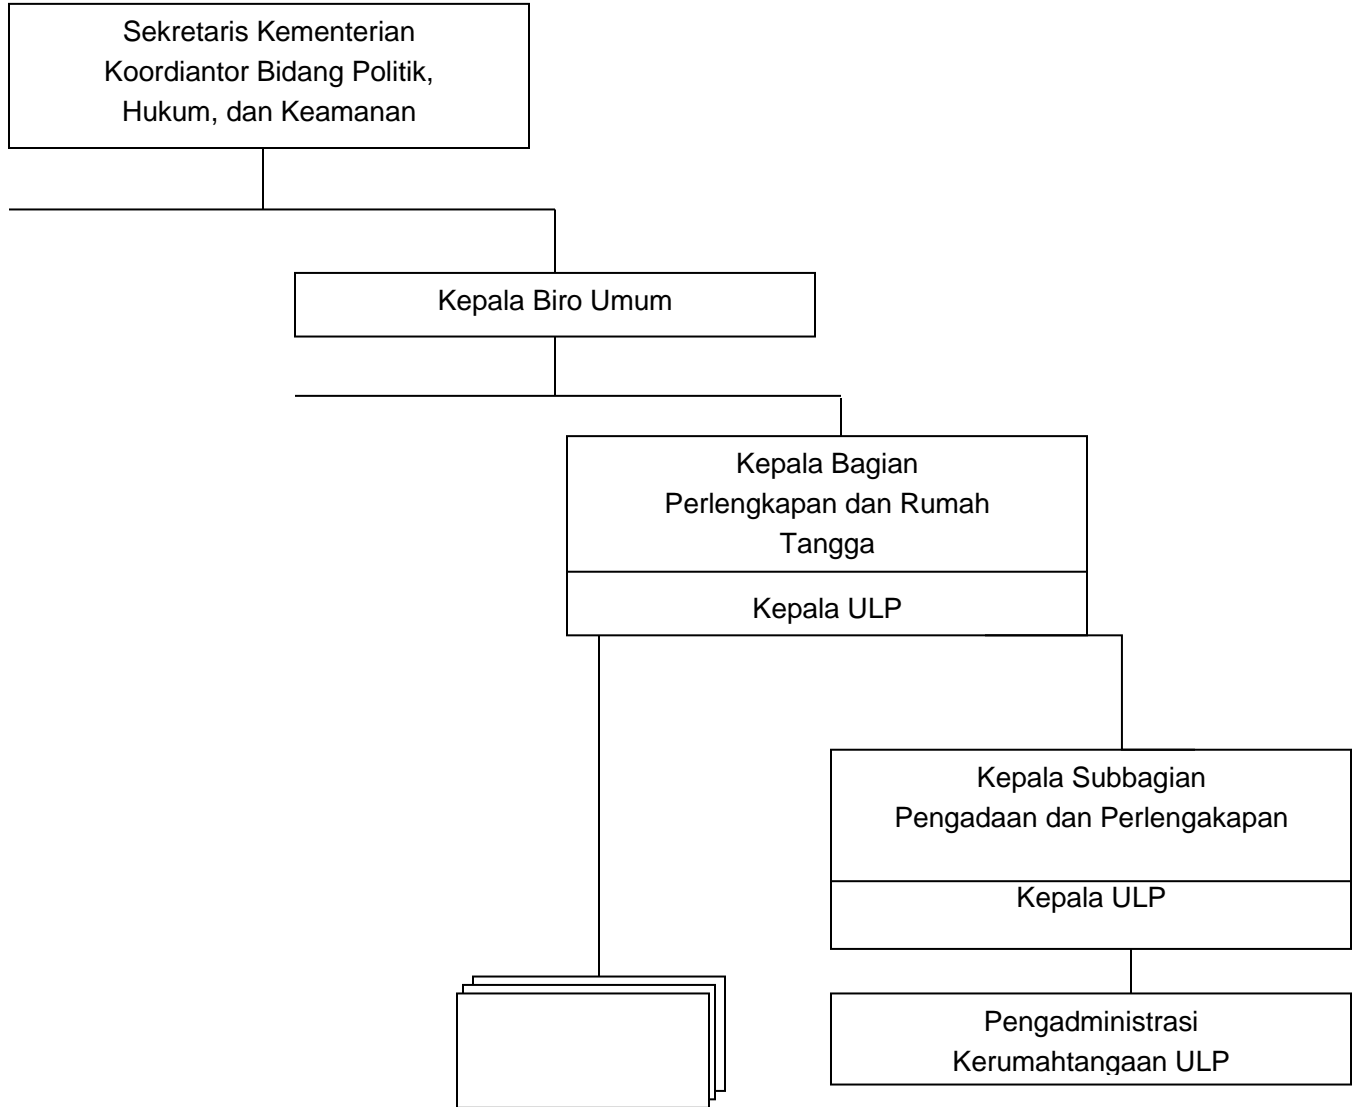 Sekretaris Kementerian
Koordiantor Bidang Politik,
Hukum, dan Keamanan
Kepala Biro Umum
Kepala Bagian
Perlengkapan dan Rumah
Tangga
Kepala ULP
Kepala Subbagian
Pengadaan dan Perlengakapan
Kepala ULP
Pengadministrasi
Kerumahtangaan ULP